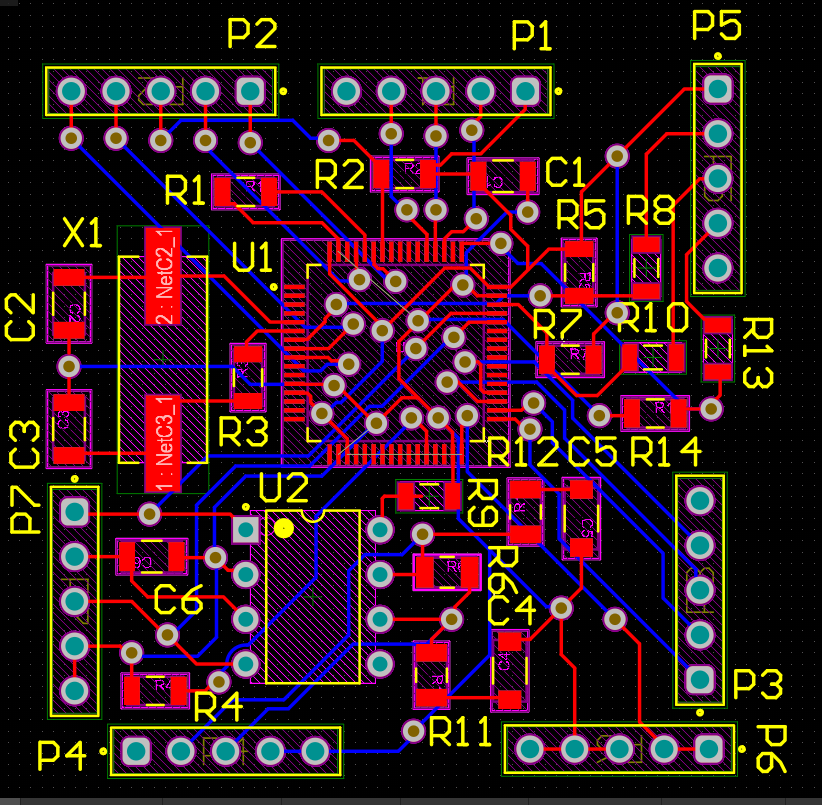 P2
P1
P5
R1
R2
C1
R5
R8
X1
U1
2 : NetC2_1
C2
R7
R10
R13
1 : NetC3_1
C3
R3
R12
C5
R14
P7
U2
R9
R6
C6
C4
R4
R11
P3
P4
P6